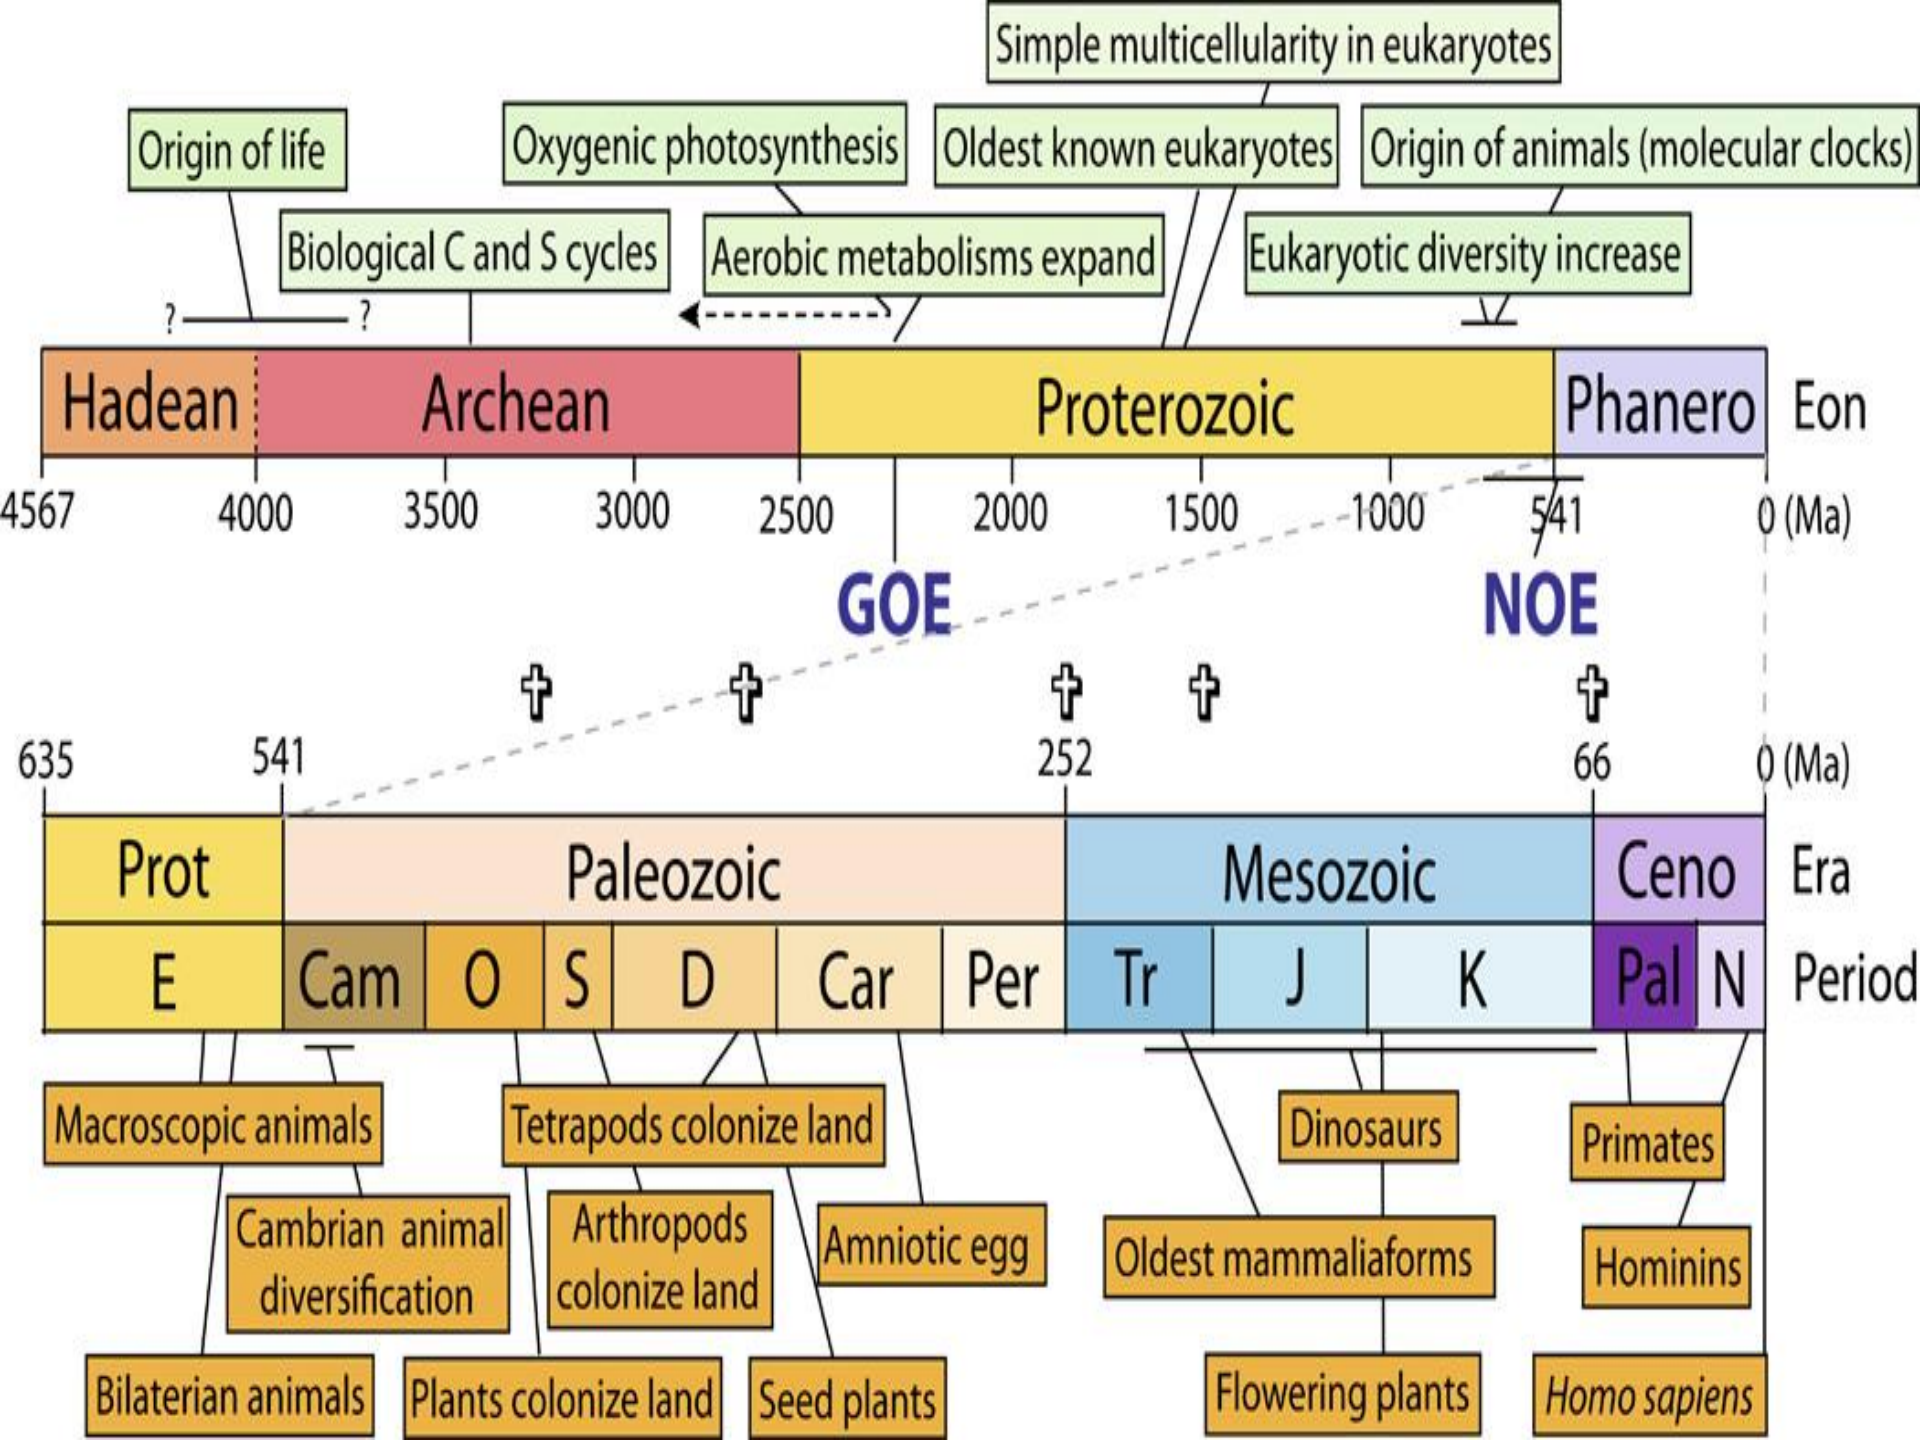 Simple multicellularity in eukaryotes
Origin of life
Oxygenic photosynthesis
Oldest known eukaryotes
Origin of animals (molecular clocks)
Biological C and S cycles
Aerobic metabolisms expand
Eukaryotic diversity increase
? ?
Hadean Archean Proterozoic Phanero Eon
4567 4000 3500 3000 2500 2000 1500 1000 541 0 (Ma)
GOE NOE
635 541 252 66 0 (Ma)
Prot Paleozoic Mesozoic Ceno Era
E Cam O S D Car Per Tr J K Pal N Period
Macroscopic animals
Tetrapods colonize land
Dinosaurs
Primates
Cambrian animal
diversification
Arthropods
colonize land
Amniotic egg
Oldest mammaliaforms
Hominins
Bilaterian animals
Plants colonize land
Seed plants
Flowering plants
Homo sapiens